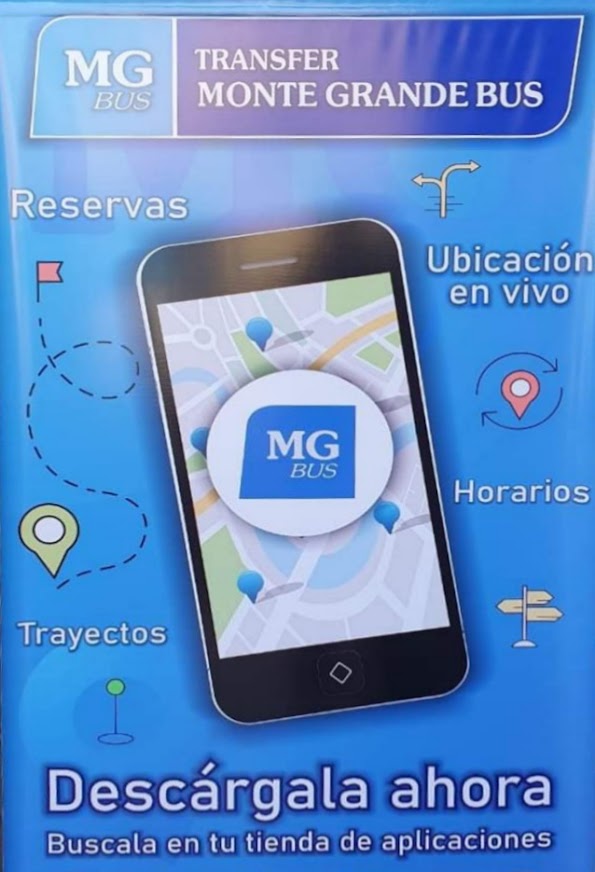 MG
BUS
TRANSFER
MONTE GRANDE BUS
Reservas
Ubicación
en vivo
MG
BUS
Horarios
Trayectos
Descárgala ahora
Buscala en tu tienda de aplicaciones